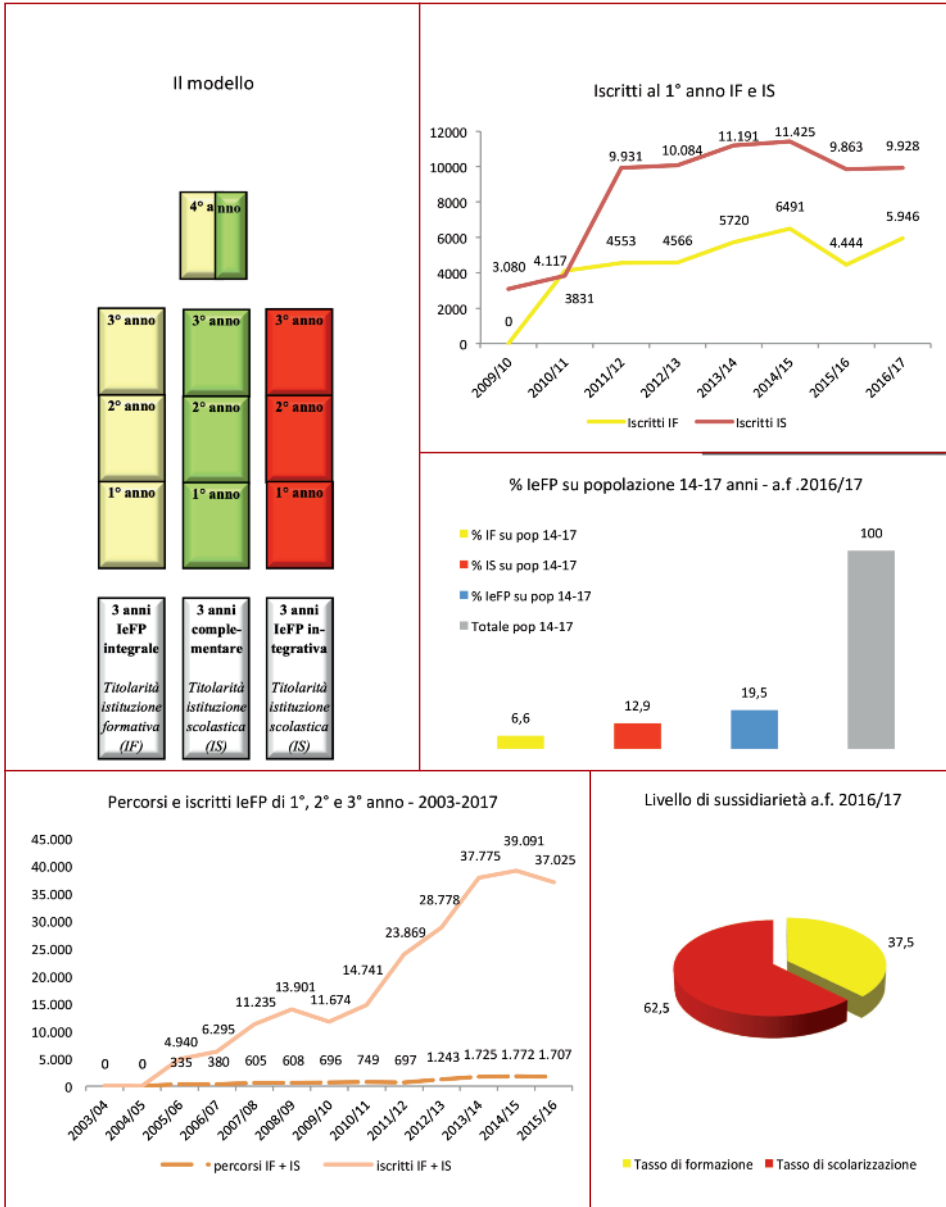 Il modello
4° anno
3° anno
3° anno
3° anno
2° anno
2° anno
2° anno
1° anno
1° anno
1° anno
3 anni
IeFP
integrale
Titolarità
istituzione
formativa
(IF)
3 anni
comple-
mentare
Titolarità
istituzione
scolastica
(IS)
3 anni
IeFP in-
tegrativa
Titolarità
istituzione
scolastica
(IS)
Iscritti al 1° anno IF e IS
12000
10000
8000
6000
4000
2000
0
3.080
4.117
9.931
10.084
11.191
11.425
9.863
9.928
0
3831
4553
4566
5720
6491
4.444
5.946
2009/10
2010/11
2011/12
2012/13
2013/14
2014/15
2015/16
2016/17
Iscritti IF
Iscritti IS
% IeFP su popolazione 14-17 anni - a.f .2016/17
% IF su pop 14-17
% IS su pop 14-17
% IeFP su pop 14-17
Totale pop 14-17
6,6
12,9
19,5
100
Percorsi e iscritti IeFP di 1°, 2° e 3° anno - 2003-2017
45.000
40.000
35.000
30.000
25.000
20.000
15.000
10.000
5.000
0
0
0
4.940
6.295
11.235
13.901
11.674
14.741
23.869
28.778
37.775
39.091
37.025
335
380
605
608
696
749
697
1.243
1.725
1.772
1.707
2003/04
2004/05
2005/06
2006/07
2007/08
2008/09
2009/10
2010/11
2011/12
2012/13
2013/14
2014/15
2015/16
percorsi IF + IS
iscritti IF + IS
Livello di sussidiarietà a.f. 2016/17
37,5
62,5
Tasso di formazione
Tasso di scolarizzazione